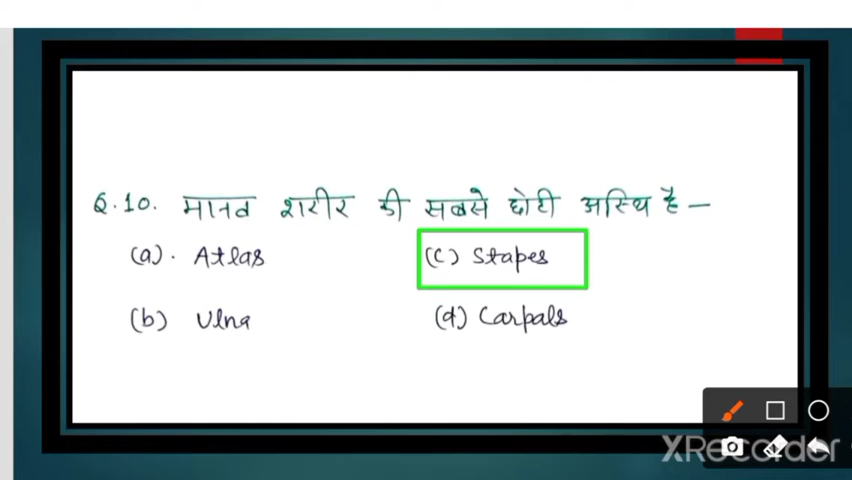 Q.10. मानव शरीर की सबसे छोटी अस्थि है –
(a). Atlas (c) Stapes
(b) Ulna (d) Carpals
XRecorder